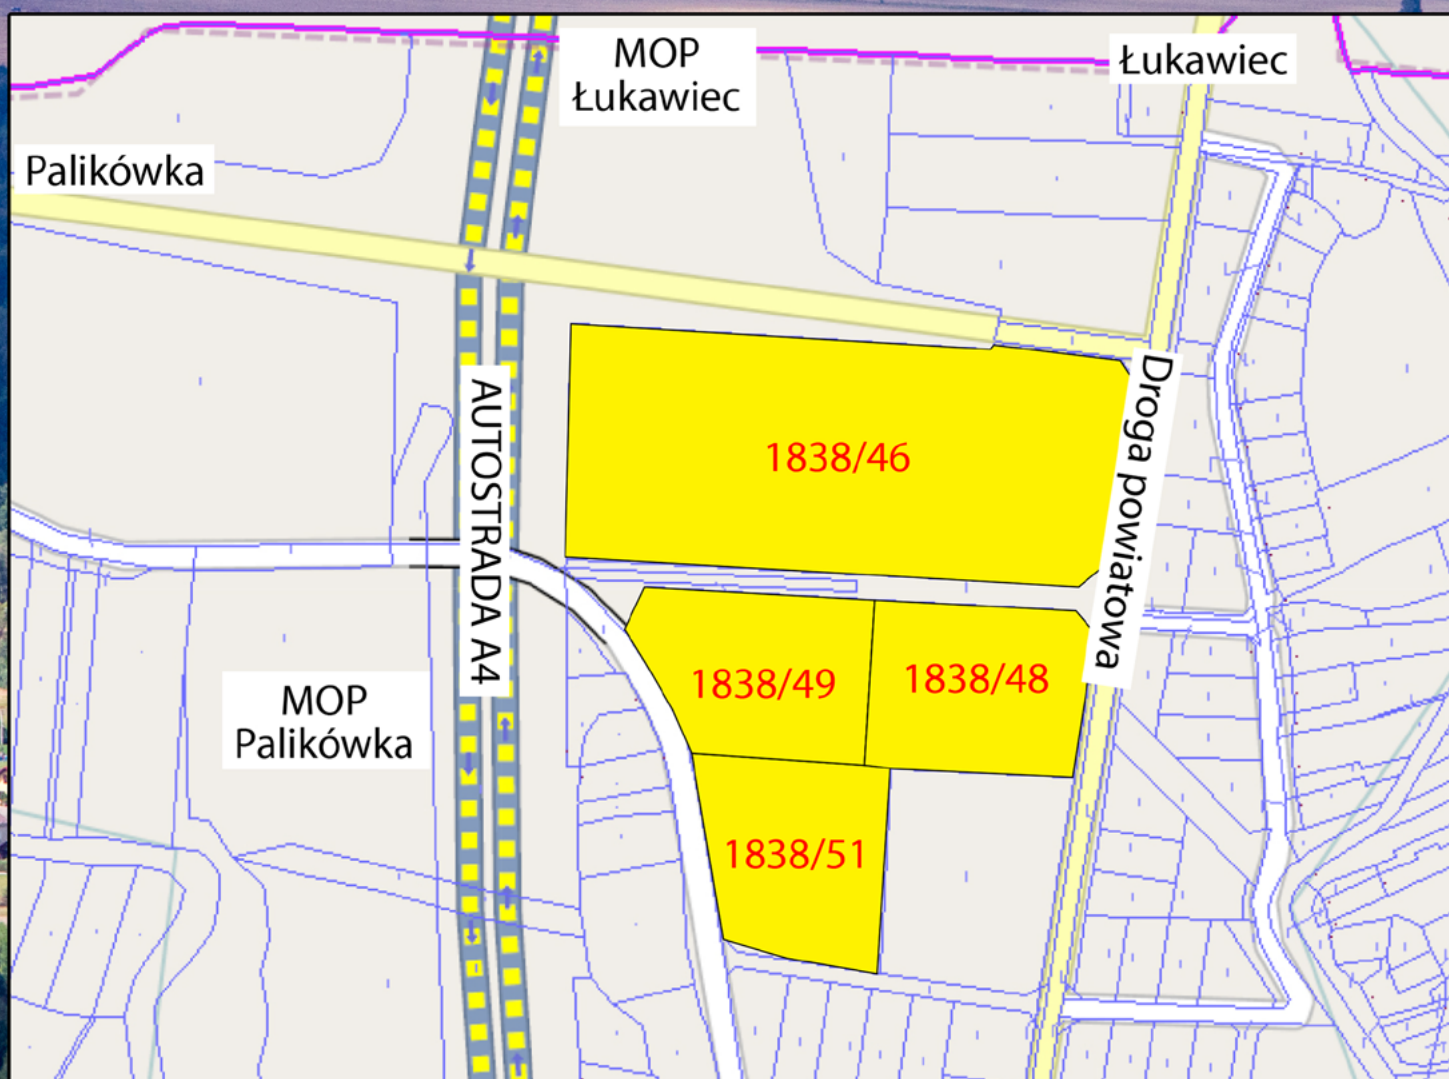 MOP
Łukawiec
Łukawiec
Palikówka
AUTOSTRADA A4
Droga powiatowa
1838/46
1838/49
1838/48
MOP
Palikówka
1838/51